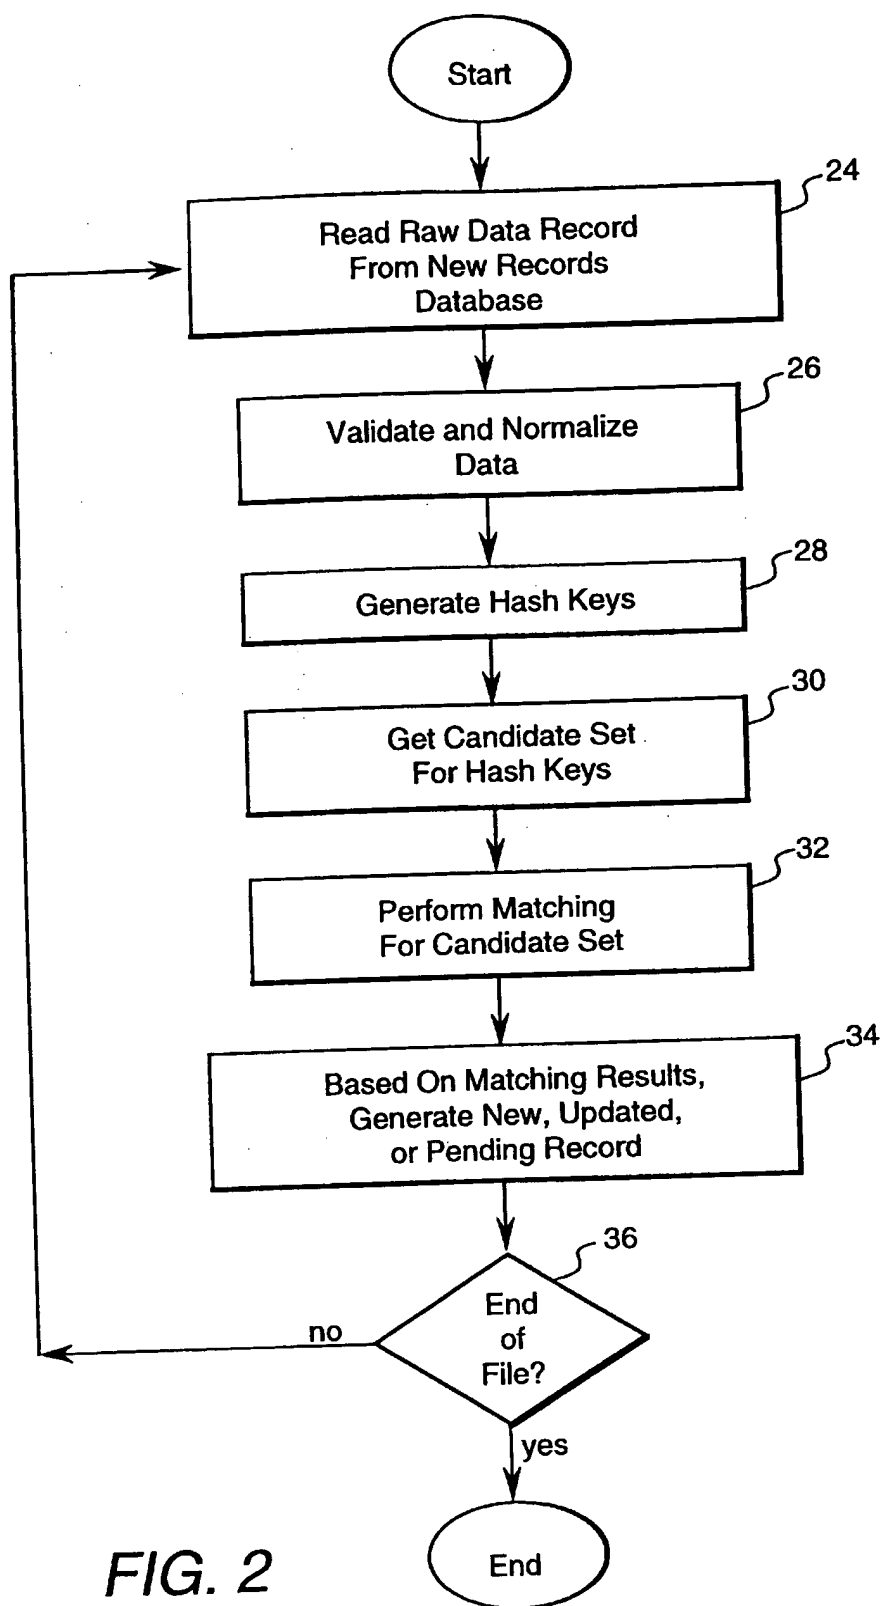 Start
24
Read Raw Data Record
From New Records
Database
26
Validate and Normalize
Data
28
Generate Hash Keys
30
Get Candidate Set
For Hash Keys
32
Perform Matching
For Candidate Set
34
Based On Matching Results,
Generate New, Updated,
or Pending Record
36
End
of
File?
no
yes
End
FIG. 2